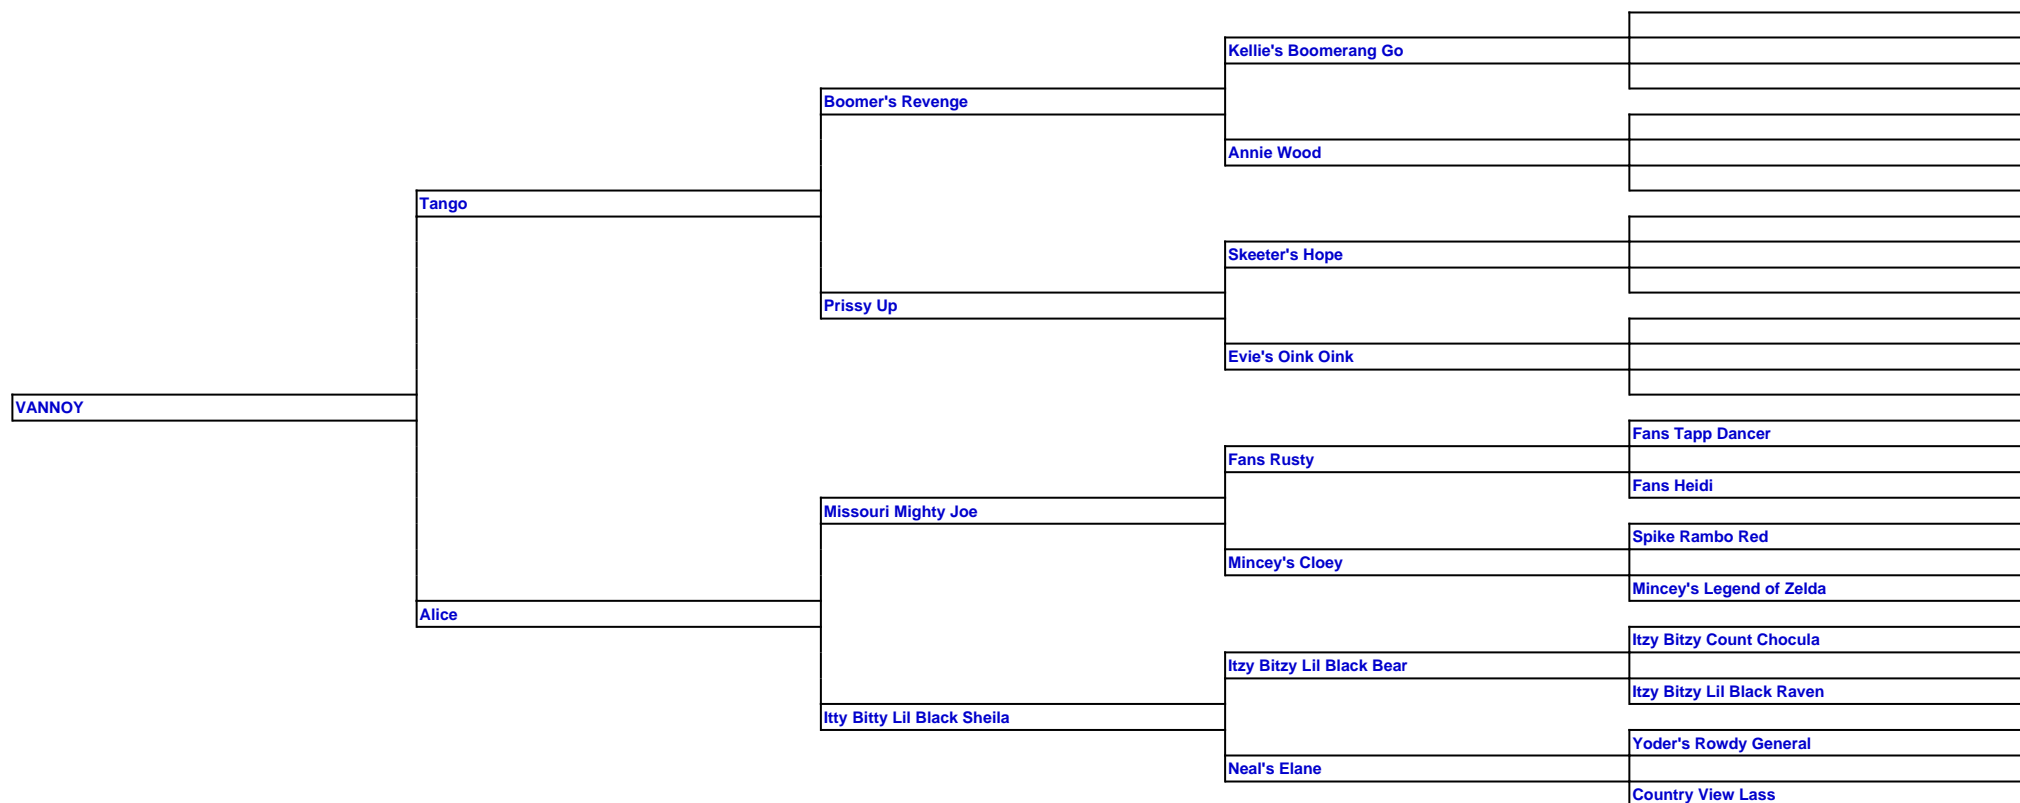 Kellie's Boomerang Go
Boomer's Revenge
Annie Wood
Tango
Skeeter's Hope
Prissy Up
Evie's Oink Oink
VANNOY
Fans Tapp Dancer
Fans Rusty
Fans Heidi
Missouri Mighty Joe
Spike Rambo Red
Mincey's Cloey
Mincey's Legend of Zelda
Alice
Itzy Bitzy Count Chocula
Itzy Bitzy Lil Black Bear
Itzy Bitzy Lil Black Raven
Itty Bitty Lil Black Sheila
Yoder's Rowdy General
Neal's Elane
Country View Lass